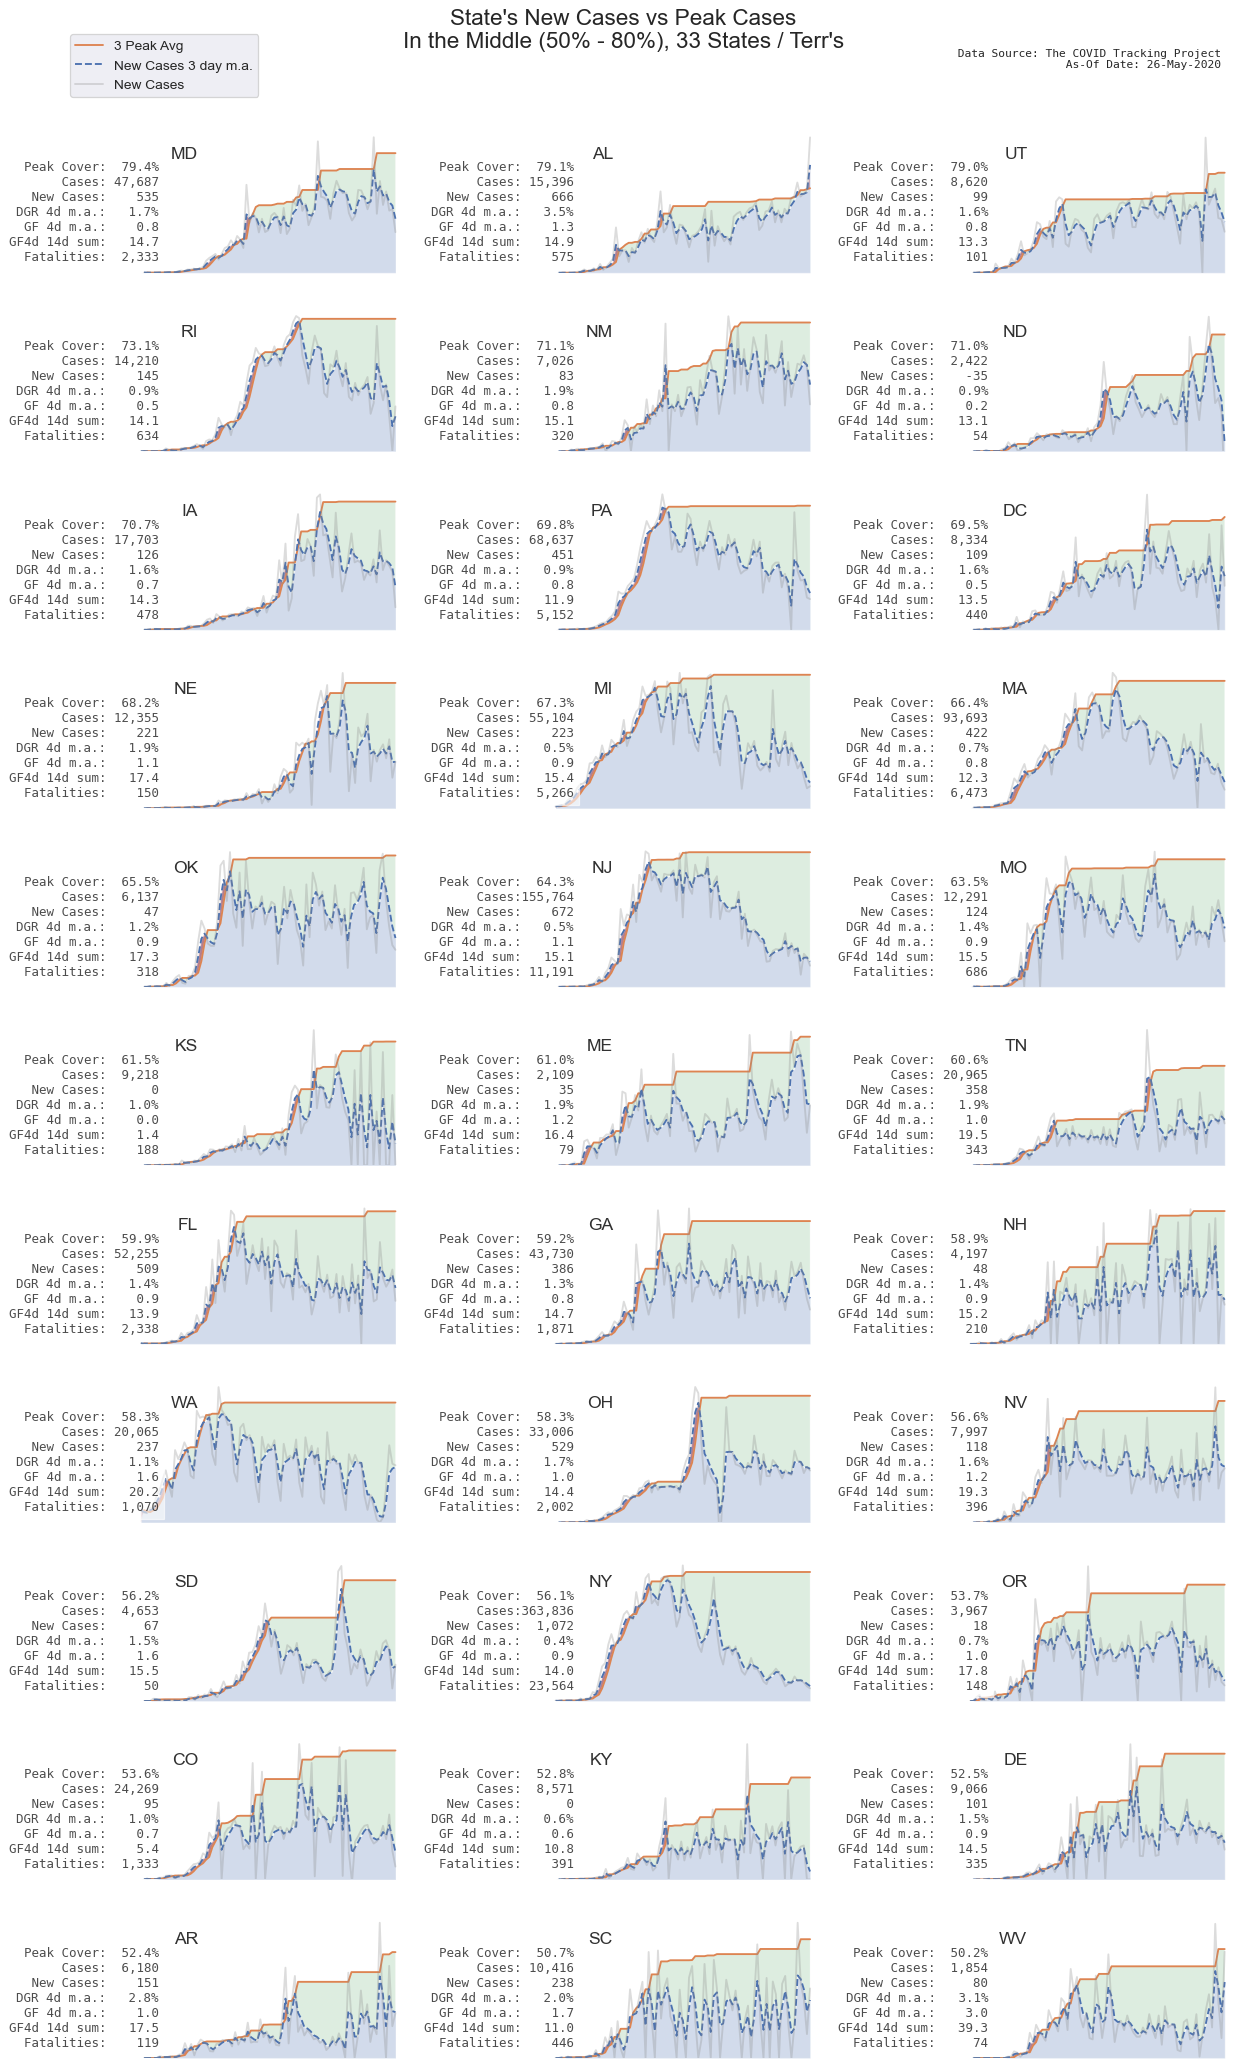 State's New Cases vs Peak Cases
In the Middle (50% - 80%), 33 States / Terr's
3 Peak Avg
New Cases 3 day m.a.
New Cases
Data Source: The COVID Tracking Project
As-Of Date: 26-May-2020
MD
Peak Cover: 79.4%
Cases: 47,687
New Cases: 535
DGR 4d m.a.: 1.7%
GF 4d m.a.: 0.8
GF4d 14d sum: 14.7
Fatalities: 2,333
AL
Peak Cover: 79.1%
Cases: 15,396
New Cases: 666
DGR 4d m.a.: 3.5%
GF 4d m.a.: 1.3
GF4d 14d sum: 14.9
Fatalities: 575
UT
Peak Cover: 79.0%
Cases: 8,620
New Cases: 99
DGR 4d m.a.: 1.6%
GF 4d m.a.: 0.8
GF4d 14d sum: 13.3
Fatalities: 101
RI
Peak Cover: 73.1%
Cases: 14,210
New Cases: 145
DGR 4d m.a.: 0.9%
GF 4d m.a.: 0.5
GF4d 14d sum: 14.1
Fatalities: 634
NM
Peak Cover: 71.1%
Cases: 7,026
New Cases: 83
DGR 4d m.a.: 1.9%
GF 4d m.a.: 0.8
GF4d 14d sum: 15.1
Fatalities: 320
ND
Peak Cover: 71.0%
Cases: 2,422
New Cases: -35
DGR 4d m.a.: 0.9%
GF 4d m.a.: 0.2
GF4d 14d sum: 13.1
Fatalities: 54
IA
Peak Cover: 70.7%
Cases: 17,703
New Cases: 126
DGR 4d m.a.: 1.6%
GF 4d m.a.: 0.7
GF4d 14d sum: 14.3
Fatalities: 478
PA
Peak Cover: 69.8%
Cases: 68,637
New Cases: 451
DGR 4d m.a.: 0.9%
GF 4d m.a.: 0.8
GF4d 14d sum: 11.9
Fatalities: 5,152
DC
Peak Cover: 69.5%
Cases: 8,334
New Cases: 109
DGR 4d m.a.: 1.6%
GF 4d m.a.: 0.5
GF4d 14d sum: 13.5
Fatalities: 440
NE
Peak Cover: 68.2%
Cases: 12,355
New Cases: 221
DGR 4d m.a.: 1.9%
GF 4d m.a.: 1.1
GF4d 14d sum: 17.4
Fatalities: 150
MI
Peak Cover: 67.3%
Cases: 55,104
New Cases: 223
DGR 4d m.a.: 0.5%
GF 4d m.a.: 0.9
GF4d 14d sum: 15.4
Fatalities: 5,266
MA
Peak Cover: 66.4%
Cases: 93,693
New Cases: 422
DGR 4d m.a.: 0.7%
GF 4d m.a.: 0.8
GF4d 14d sum: 12.3
Fatalities: 6,473
OK
Peak Cover: 65.5%
Cases: 6,137
New Cases: 47
DGR 4d m.a.: 1.2%
GF 4d m.a.: 0.9
GF4d 14d sum: 17.3
Fatalities: 318
NJ
Peak Cover: 64.3%
Cases:155,764
New Cases: 672
DGR 4d m.a.: 0.5%
GF 4d m.a.: 1.1
GF4d 14d sum: 15.1
Fatalities: 11,191
MO
Peak Cover: 63.5%
Cases: 12,291
New Cases: 124
DGR 4d m.a.: 1.4%
GF 4d m.a.: 0.9
GF4d 14d sum: 15.5
Fatalities: 686
KS
Peak Cover: 61.5%
Cases: 9,218
New Cases: 0
DGR 4d m.a.: 1.0%
GF 4d m.a.: 0.0
GF4d 14d sum: 1.4
Fatalities: 188
ME
Peak Cover: 61.0%
Cases: 2,109
New Cases: 35
DGR 4d m.a.: 1.9%
GF 4d m.a.: 1.2
GF4d 14d sum: 16.4
Fatalities: 79
TN
Peak Cover: 60.6%
Cases: 20,965
New Cases: 358
DGR 4d m.a.: 1.9%
GF 4d m.a.: 1.0
GF4d 14d sum: 19.5
Fatalities: 343
FL
Peak Cover: 59.9%
Cases: 52,255
New Cases: 509
DGR 4d m.a.: 1.4%
GF 4d m.a.: 0.9
GF4d 14d sum: 13.9
Fatalities: 2,338
GA
Peak Cover: 59.2%
Cases: 43,730
New Cases: 386
DGR 4d m.a.: 1.3%
GF 4d m.a.: 0.8
GF4d 14d sum: 14.7
Fatalities: 1,871
NH
Peak Cover: 58.9%
Cases: 4,197
New Cases: 48
DGR 4d m.a.: 1.4%
GF 4d m.a.: 0.9
GF4d 14d sum: 15.2
Fatalities: 210
WA
Peak Cover: 58.3%
Cases: 20,065
New Cases: 237
DGR 4d m.a.: 1.1%
GF 4d m.a.: 1.6
GF4d 14d sum: 20.2
Fatalities: 1,070
OH
Peak Cover: 58.3%
Cases: 33,006
New Cases: 529
DGR 4d m.a.: 1.7%
GF 4d m.a.: 1.0
GF4d 14d sum: 14.4
Fatalities: 2,002
NV
Peak Cover: 56.6%
Cases: 7,997
New Cases: 118
DGR 4d m.a.: 1.6%
GF 4d m.a.: 1.2
GF4d 14d sum: 19.3
Fatalities: 396
SD
Peak Cover: 56.2%
Cases: 4,653
New Cases: 67
DGR 4d m.a.: 1.5%
GF 4d m.a.: 1.6
GF4d 14d sum: 15.5
Fatalities: 50
NY
Peak Cover: 56.1%
Cases:363,836
New Cases: 1,072
DGR 4d m.a.: 0.4%
GF 4d m.a.: 0.9
GF4d 14d sum: 14.0
Fatalities: 23,564
OR
Peak Cover: 53.7%
Cases: 3,967
New Cases: 18
DGR 4d m.a.: 0.7%
GF 4d m.a.: 1.0
GF4d 14d sum: 17.8
Fatalities: 148
CO
Peak Cover: 53.6%
Cases: 24,269
New Cases: 95
DGR 4d m.a.: 1.0%
GF 4d m.a.: 0.7
GF4d 14d sum: 5.4
Fatalities: 1,333
KY
Peak Cover: 52.8%
Cases: 8,571
New Cases: 0
DGR 4d m.a.: 0.6%
GF 4d m.a.: 0.6
GF4d 14d sum: 10.8
Fatalities: 391
DE
Peak Cover: 52.5%
Cases: 9,066
New Cases: 101
DGR 4d m.a.: 1.5%
GF 4d m.a.: 0.9
GF4d 14d sum: 14.5
Fatalities: 335
AR
Peak Cover: 52.4%
Cases: 6,180
New Cases: 151
DGR 4d m.a.: 2.8%
GF 4d m.a.: 1.0
GF4d 14d sum: 17.5
Fatalities: 119
SC
Peak Cover: 50.7%
Cases: 10,416
New Cases: 238
DGR 4d m.a.: 2.0%
GF 4d m.a.: 1.7
GF4d 14d sum: 11.0
Fatalities: 446
WV
Peak Cover: 50.2%
Cases: 1,854
New Cases: 80
DGR 4d m.a.: 3.1%
GF 4d m.a.: 3.0
GF4d 14d sum: 39.3
Fatalities: 74